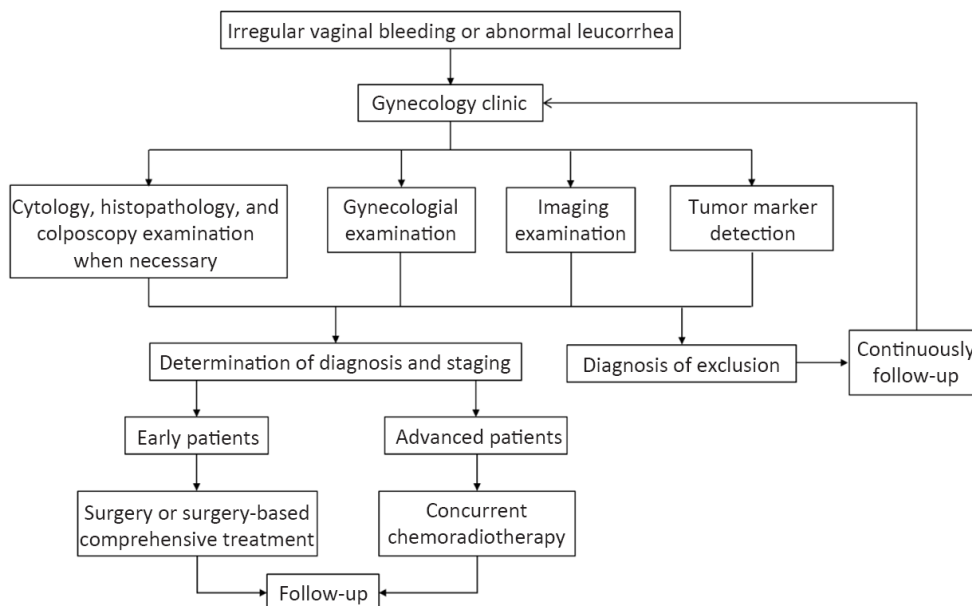 Irregular vaginal bleeding or abnormal leucorrhea
Gynecology clinic
Cytology, histopathology, and
colposcopy examination
when necessary
Gynecologial
examination
Imaging
examination
Tumor marker
detection
Determination of diagnosis and staging
Diagnosis of exclusion
Continuously
follow-up
Early patients
Advanced patients
Surgery or surgery-based
comprehensive treatment
Concurrent
chemoradiotherapy
Follow-up